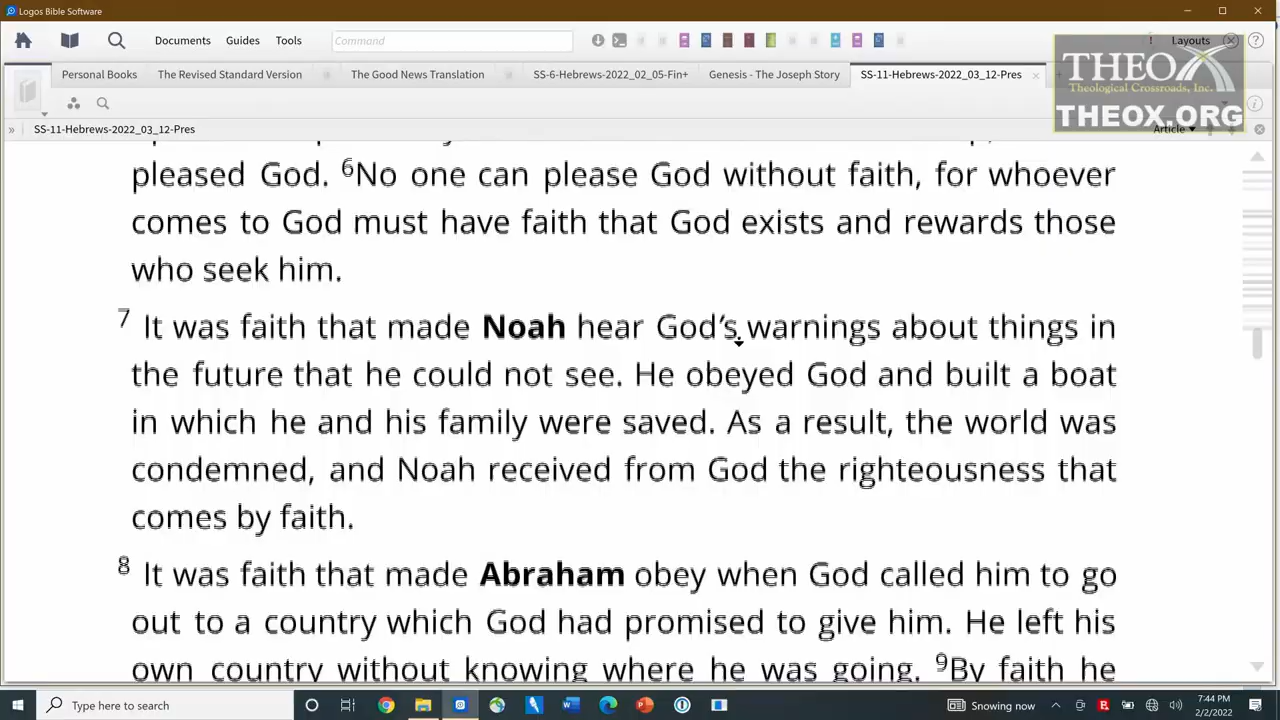 Logos Bible Software
Documents Guides Tools Command Layouts
THEOX
Theological Crossroads, Inc.
THEOX.ORG
Personal Books The Revised Standard Version The Good News Translation SS-6-Hebrews-2022_02_05-Fin+ Genesis - The Joseph Story SS-11-Hebrews-2022_03_12-Pres
» SS-11-Hebrews-2022_03_12-Pres Article
pleased God. 6No one can please God without faith, for whoever
comes to God must have faith that God exists and rewards those
who seek him.
7 It was faith that made Noah hear God’s warnings about things in
the future that he could not see. He obeyed God and built a boat
in which he and his family were saved. As a result, the world was
condemned, and Noah received from God the righteousness that
comes by faith.
8 It was faith that made Abraham obey when God called him to go
out to a country which God had promised to give him. He left his
own country without knowing where he was going. 9By faith he
Type here to search
Snowing now
7:44 PM
2/2/2022